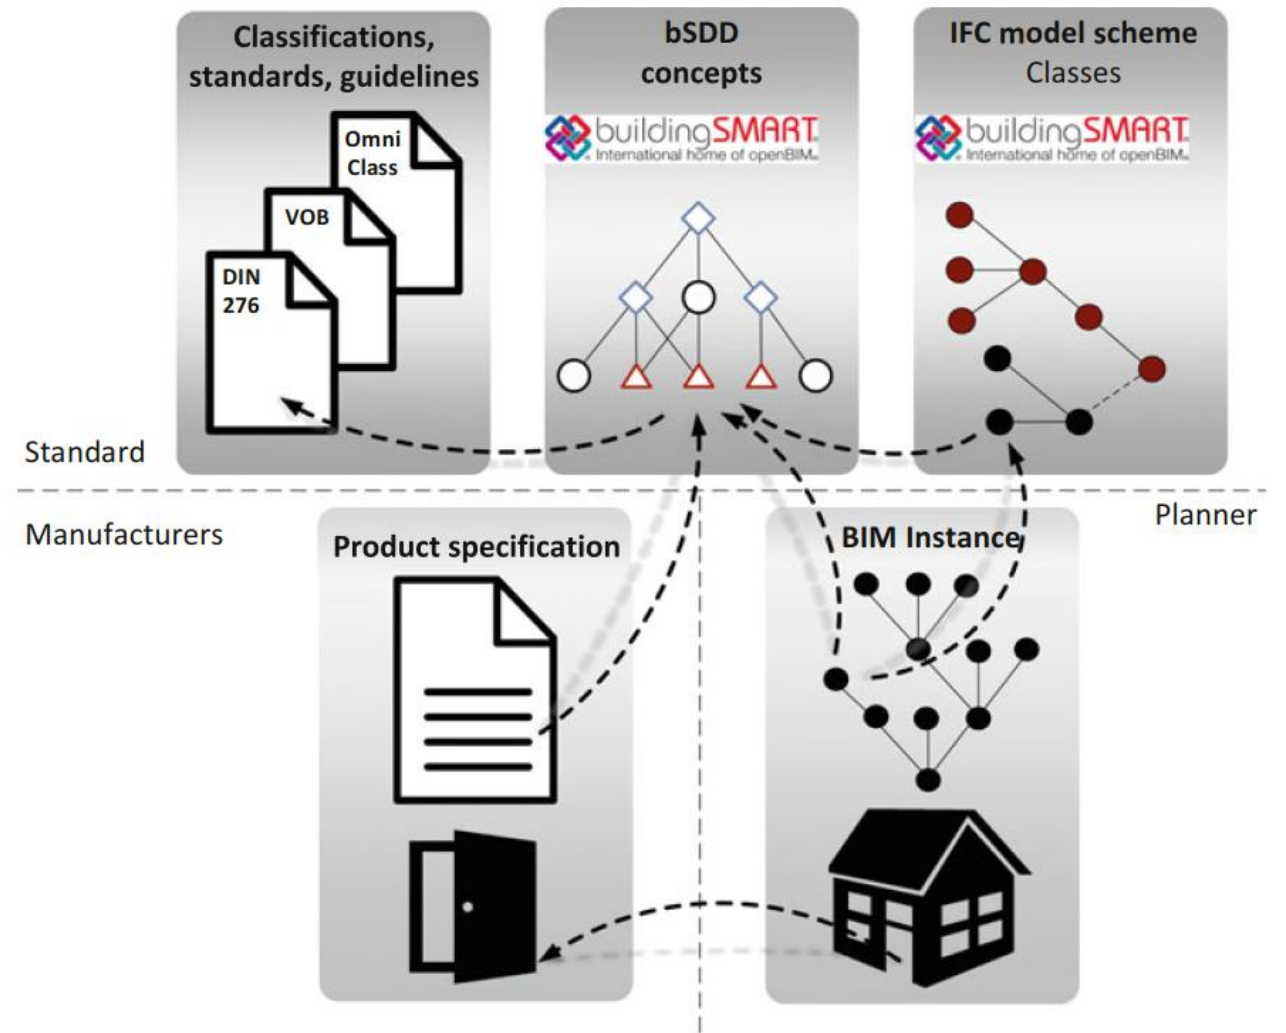 Classifications,
standards, guidelines
Omni
Class
VOB
DIN
276
bSDD
concepts
buildingSMART
International home of openBIM
IFC model scheme
Classes
buildingSMART
International home of openBIM
Standard
Manufacturers
Planner
Product specification
BIM Instance